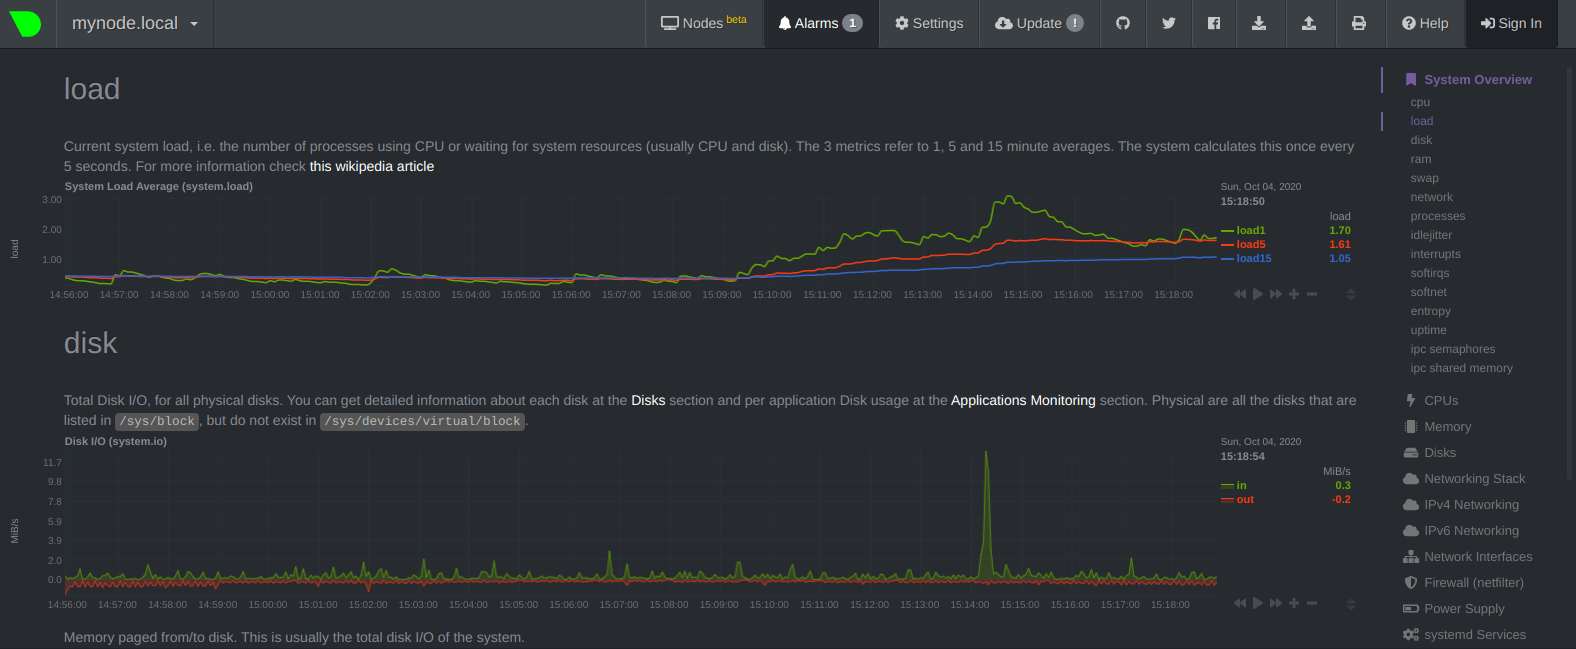 mynode.local
Nodes beta
Alarms 1
Settings
Update !
Help
Sign In
load
Current system load, i.e. the number of processes using CPU or waiting for system resources (usually CPU and disk). The 3 metrics refer to 1, 5 and 15 minute averages. The system calculates this once every
5 seconds. For more information check this wikipedia article
System Load Average (system.load)
Sun, Oct 04, 2020
15:18:50
load
load1 1.70
load5 1.61
load15 1.05
load
3.00
2.00
1.00
14:56:00 14:57:00 14:58:00 14:59:00 15:00:00 15:01:00 15:02:00 15:03:00 15:04:00 15:05:00 15:06:00 15:07:00 15:08:00 15:09:00 15:10:00 15:11:00 15:12:00 15:13:00 15:14:00 15:15:00 15:16:00 15:17:00 15:18:00
disk
Total Disk I/O, for all physical disks. You can get detailed information about each disk at the Disks section and per application Disk usage at the Applications Monitoring section. Physical are all the disks that are
listed in /sys/block, but do not exist in /sys/devices/virtual/block.
Disk I/O (system.io)
Sun, Oct 04, 2020
15:18:54
MiB/s
in 0.3
out -0.2
MiB/s
11.7
9.8
7.8
5.9
3.9
2.0
0.0
14:56:00 14:57:00 14:58:00 14:59:00 15:00:00 15:01:00 15:02:00 15:03:00 15:04:00 15:05:00 15:06:00 15:07:00 15:08:00 15:09:00 15:10:00 15:11:00 15:12:00 15:13:00 15:14:00 15:15:00 15:16:00 15:17:00 15:18:00
Memory paged from/to disk. This is usually the total disk I/O of the system.
System Overview
cpu
load
disk
ram
swap
network
processes
idlejitter
interrupts
softirqs
softnet
entropy
uptime
ipc semaphores
ipc shared memory
CPUs
Memory
Disks
Networking Stack
IPv4 Networking
IPv6 Networking
Network Interfaces
Firewall (netfilter)
Power Supply
systemd Services